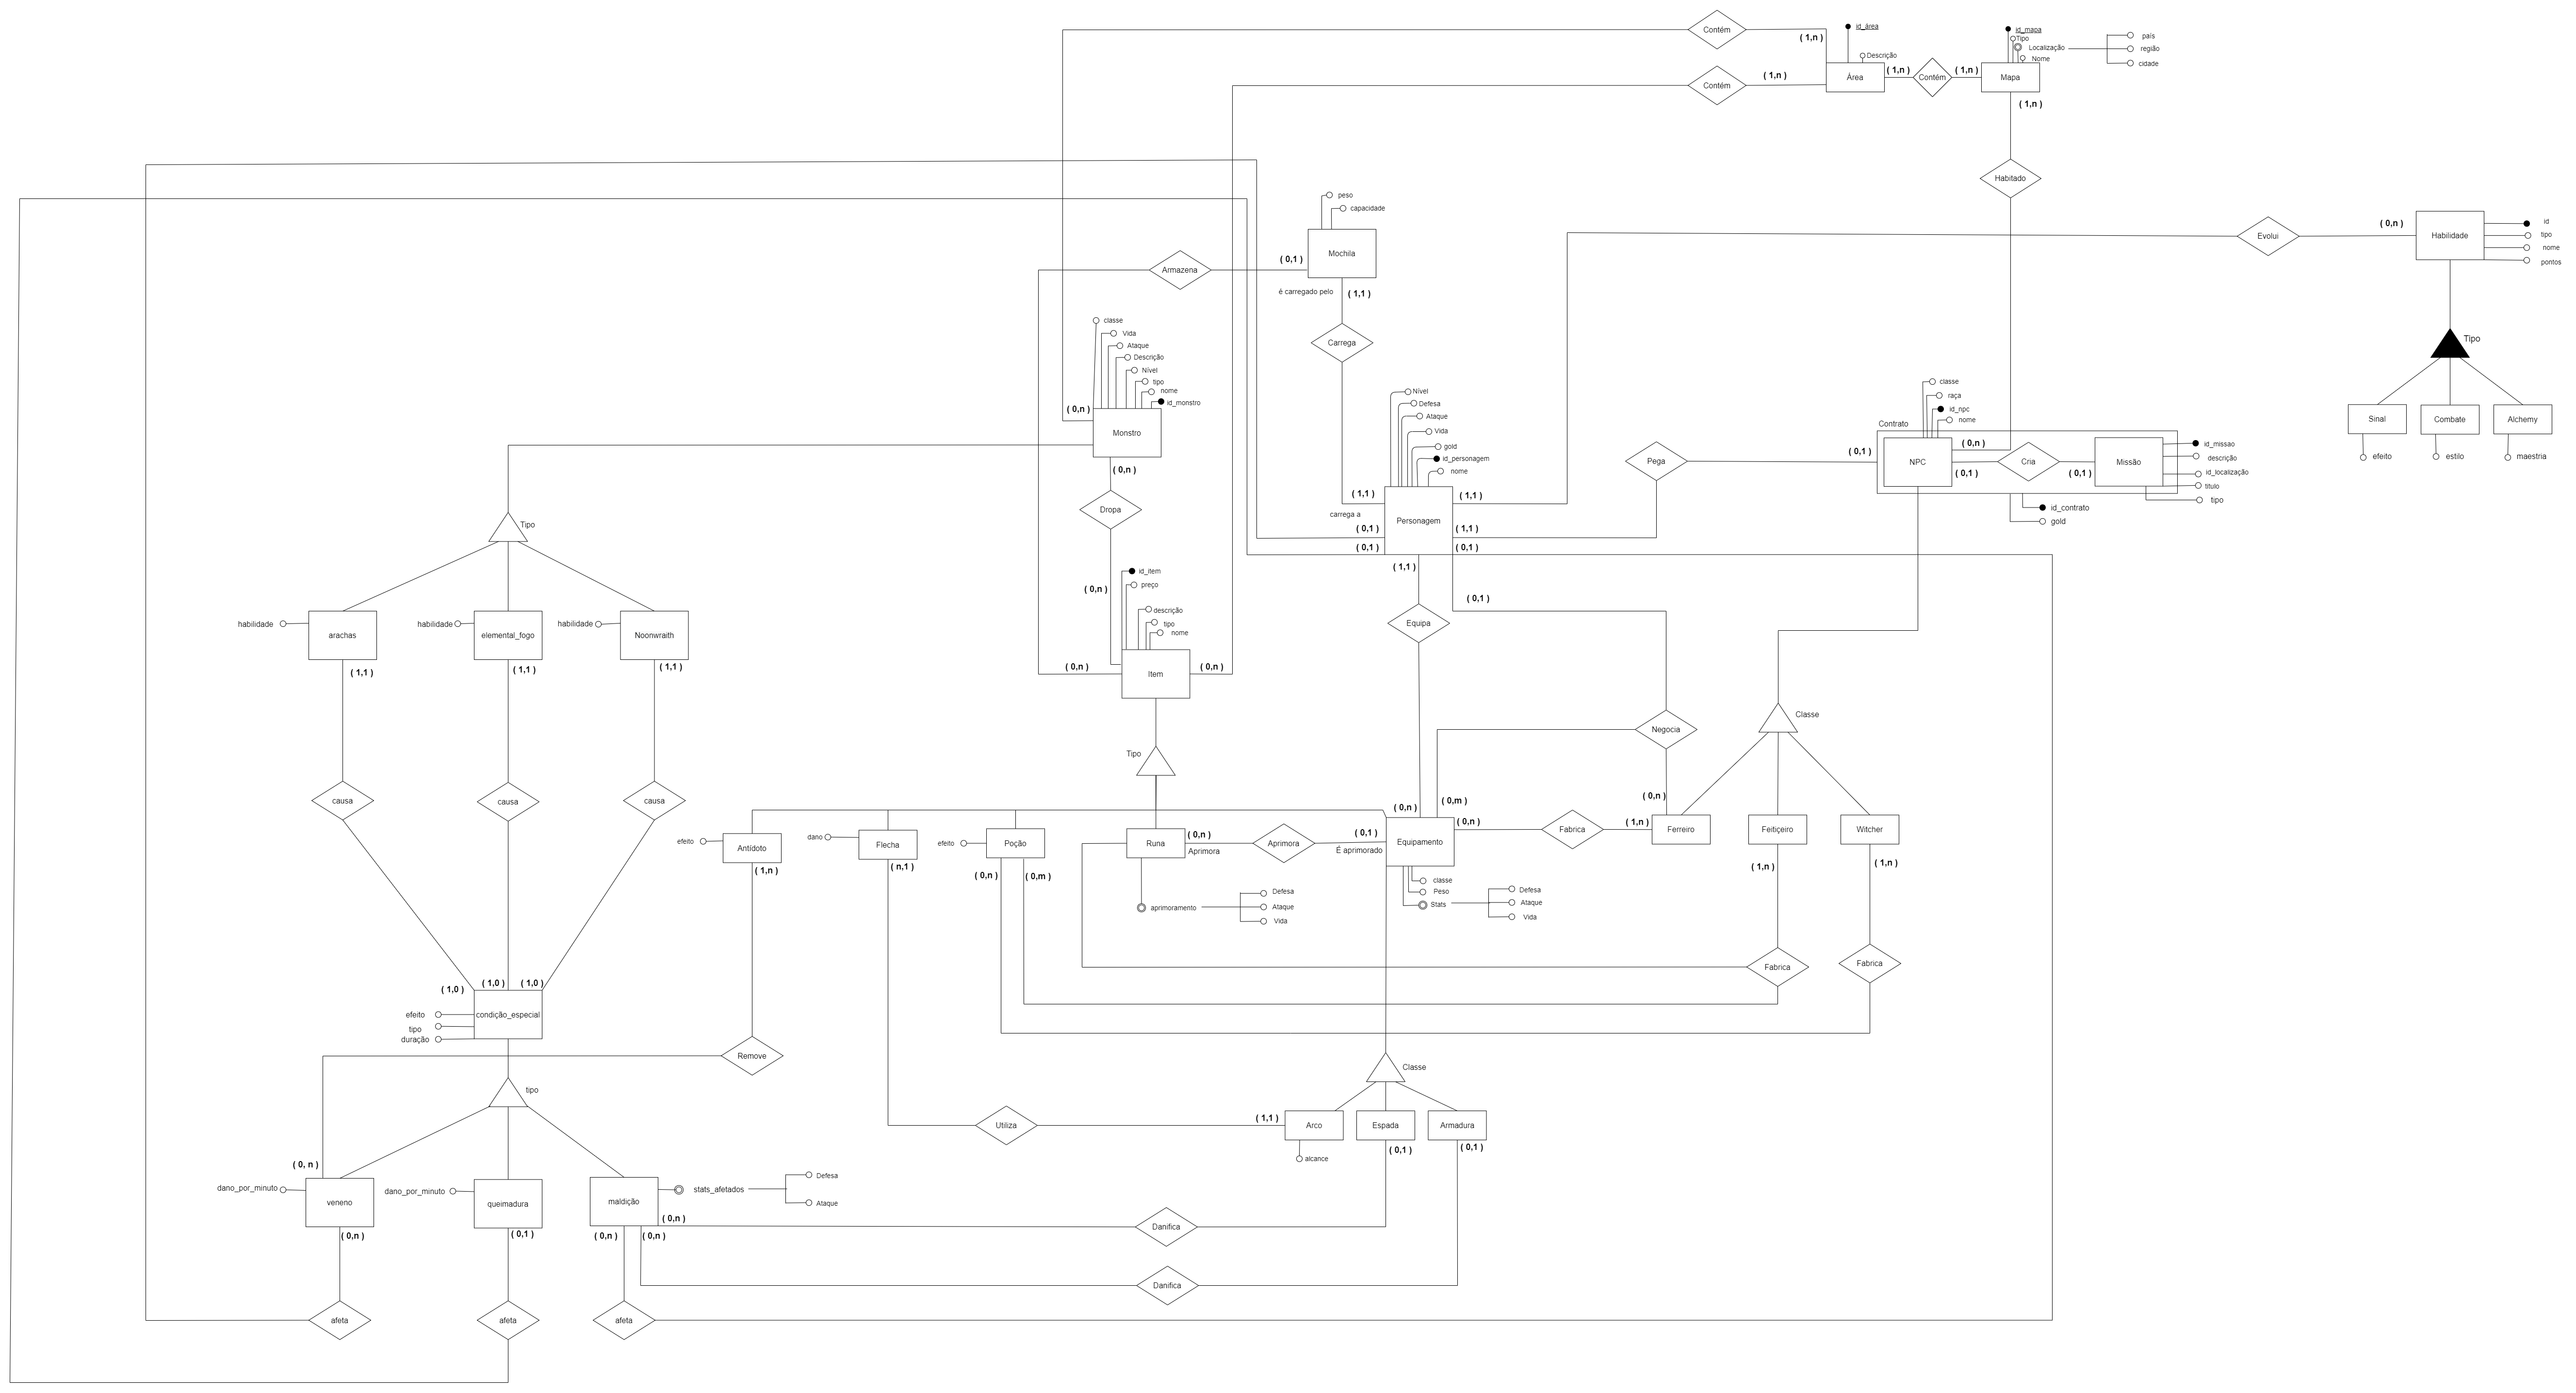 Contém
( 1,n )
id_área
Descrição
Área
Contém
( 1,n )
( 1,n )
Contém
( 1,n )
id_mapa
Tipo
Localização
Nome
país
região
cidade
Mapa
( 1,n )
Habitado
peso
capacidade
Mochila
Armazena
( 0,1 )
é carregado pelo
( 1,1 )
Carrega
Evolui
( 0,n )
Habilidade
id
tipo
nome
pontos
Tipo
Sinal
Combate
Alchemy
efeito
estilo
maestria
classe
Vida
Ataque
Descrição
Nível
tipo
nome
id_monstro
( 0,n )
Monstro
( 0,n )
Dropa
( 0,n )
Nível
Defesa
Ataque
Vida
gold
id_personagem
nome
( 1,1 )
( 1,1 )
carrega a
Personagem
( 0,1 )
( 1,1 )
( 0,1 )
( 0,1 )
( 1,1 )
( 0,1 )
Pega
( 0,1 )
Contrato
classe
raça
id_npc
nome
NPC
( 0,n )
( 0,1 )
Cria
( 0,1 )
Missão
id_missao
descrição
id_localização
titulo
tipo
id_contrato
gold
Tipo
habilidade
arachas
habilidade
elemental_fogo
habilidade
Noonwraith
( 1,1 )
( 1,1 )
( 1,1 )
id_item
preço
descrição
tipo
nome
( 0,n )
Item
( 0,n )
Equipa
Negocia
Classe
Tipo
causa
causa
causa
( 0,n )
( 0,m )
( 0,n )
efeito
Antídoto
( 1,n )
dano
Flecha
( n,1 )
efeito
Poção
( 0,n )
( 0,m )
Runa
( 0,n )
Aprimora
Aprimora
( 0,1 )
É aprimorado
Equipamento
( 0,n )
Fabrica
( 1,n )
Ferreiro
Feitiçeiro
Witcher
( 1,n )
( 1,n )
aprimoramento
Defesa
Ataque
Vida
classe
Peso
Stats
Defesa
Ataque
Vida
Fabrica
Fabrica
( 1,0 )
( 1,0 )
( 1,0 )
condição_especial
efeito
tipo
duração
Remove
tipo
Classe
Utiliza
( 1,1 )
Arco
Espada
Armadura
alcance
( 0,1 )
( 0,1 )
( 0, n )
dano_por_minuto
veneno
dano_por_minuto
queimadura
maldição
stats_afetados
Defesa
Ataque
( 0,n )
( 0,n )
( 0,1 )
( 0,n )
( 0,n )
Danifica
Danifica
afeta
afeta
afeta